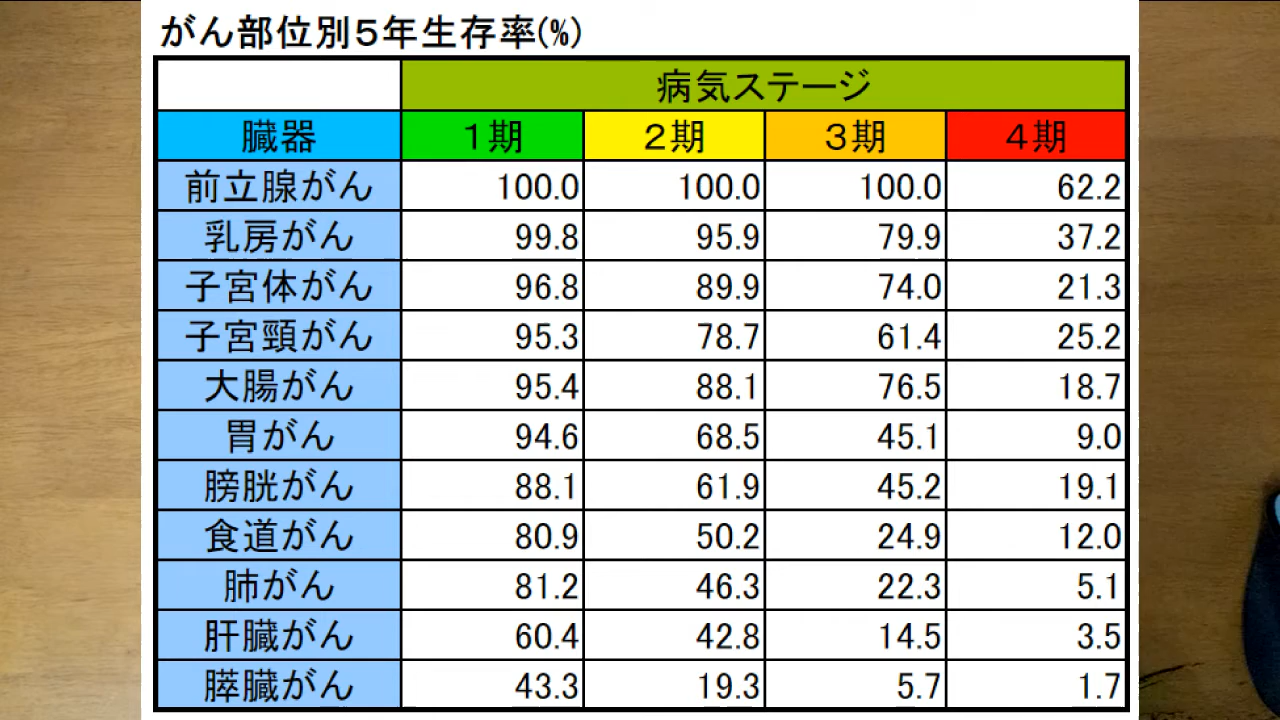 がん部位別５年生存率(%)
病気ステージ
臓器 １期 ２期 ３期 ４期
前立腺がん 100.0 100.0 100.0 62.2
乳房がん 99.8 95.9 79.9 37.2
子宮体がん 96.8 89.9 74.0 21.3
子宮頸がん 95.3 78.7 61.4 25.2
大腸がん 95.4 88.1 76.5 18.7
胃がん 94.6 68.5 45.1 9.0
膀胱がん 88.1 61.9 45.2 19.1
食道がん 80.9 50.2 24.9 12.0
肺がん 81.2 46.3 22.3 5.1
肝臓がん 60.4 42.8 14.5 3.5
膵臓がん 43.3 19.3 5.7 1.7